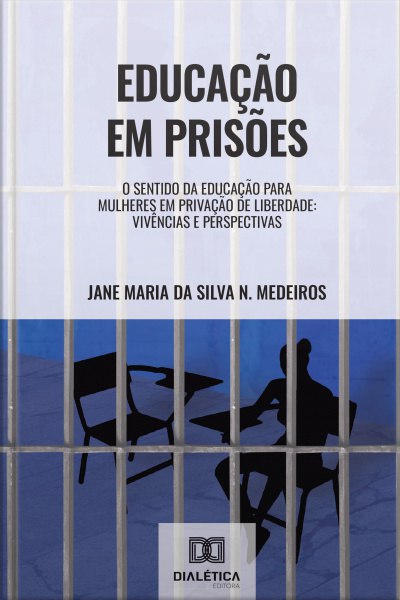 EDUCAÇÃO
EM PRISÕES
O SENTIDO DA EDUCAÇÃO PARA
MULHERES EM PRIVAÇÃO DE LIBERDADE:
VIVÊNCIAS E PERSPECTIVAS
JANE MARIA DA SILVA N. MEDEIROS
DIALÉTICA
EDITORA